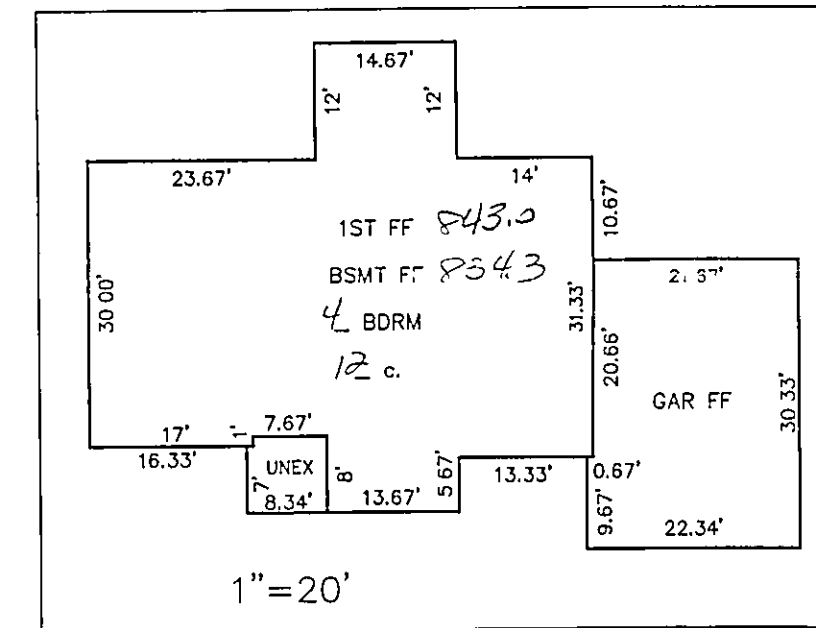 14.67'
12' 12'
23.67' 14'
10.67'
1ST FF 843.0
BSMT FF
30 00' 31.33'
4 BDRM
20.66'
12 c.
GAR FF
30 33'
17' 1' 7.67'
16.33' UNEX
7' 8' 5 67' 13.33' 0.67'
8.34' 13.67' 9.67' 22.34'
1"=20'